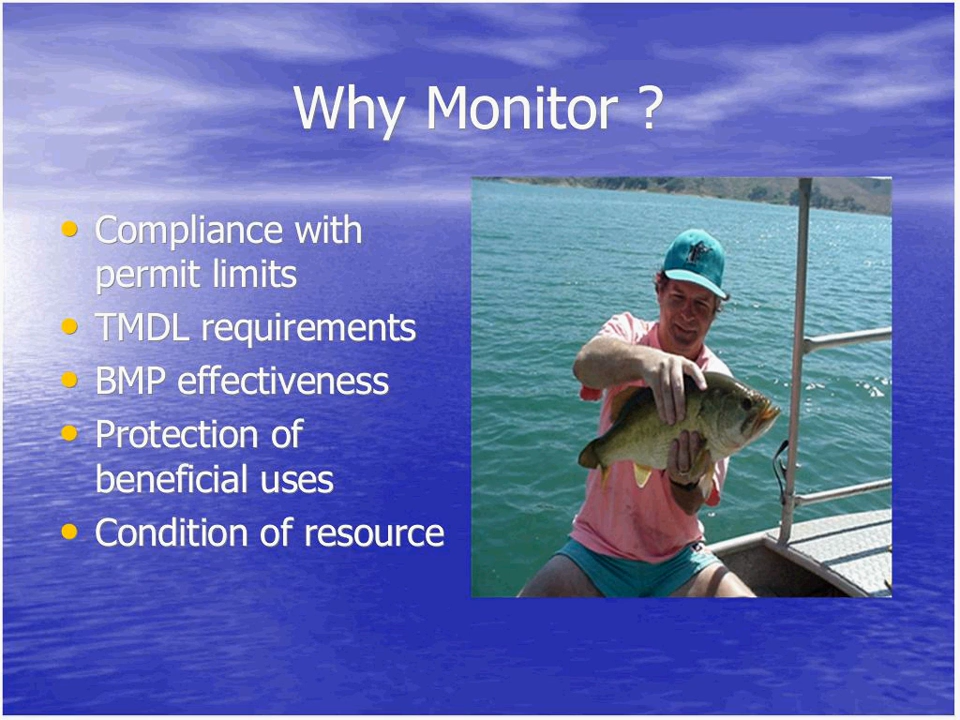 Why Monitor ?
• Compliance with
permit limits
• TMDL requirements
• BMP effectiveness
• Protection of
beneficial uses
• Condition of resource